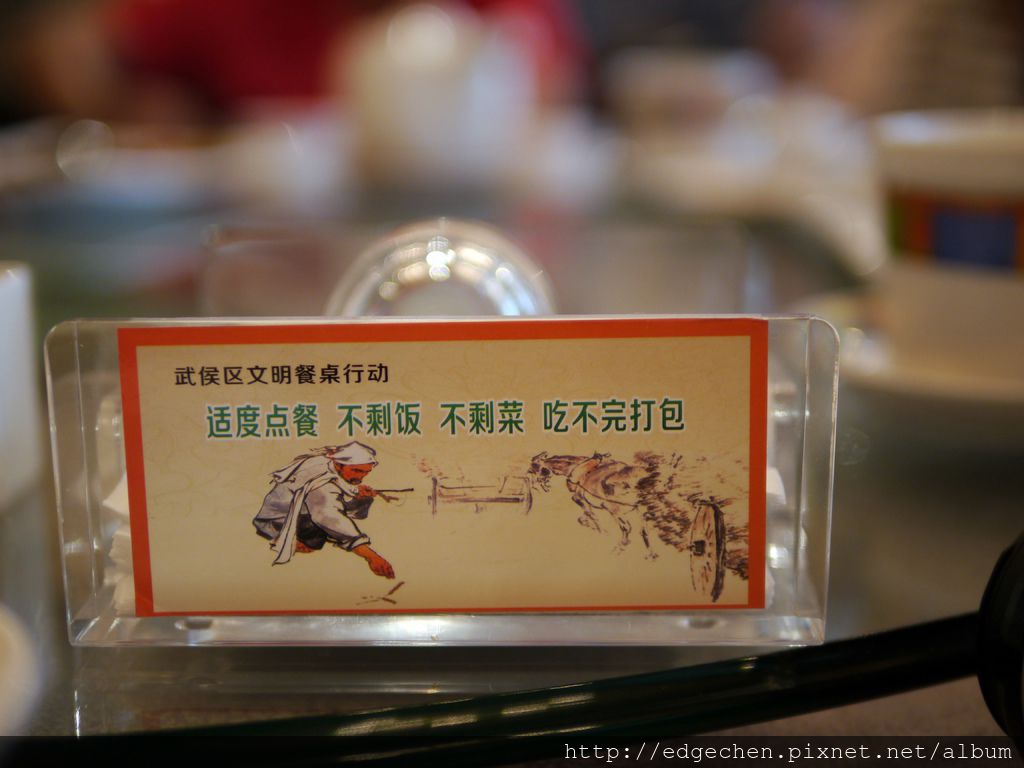 武侯区文明餐桌行动
适度点餐 不剩饭 不剩菜 吃不完打包
http://edgechen.pixnet.net/album